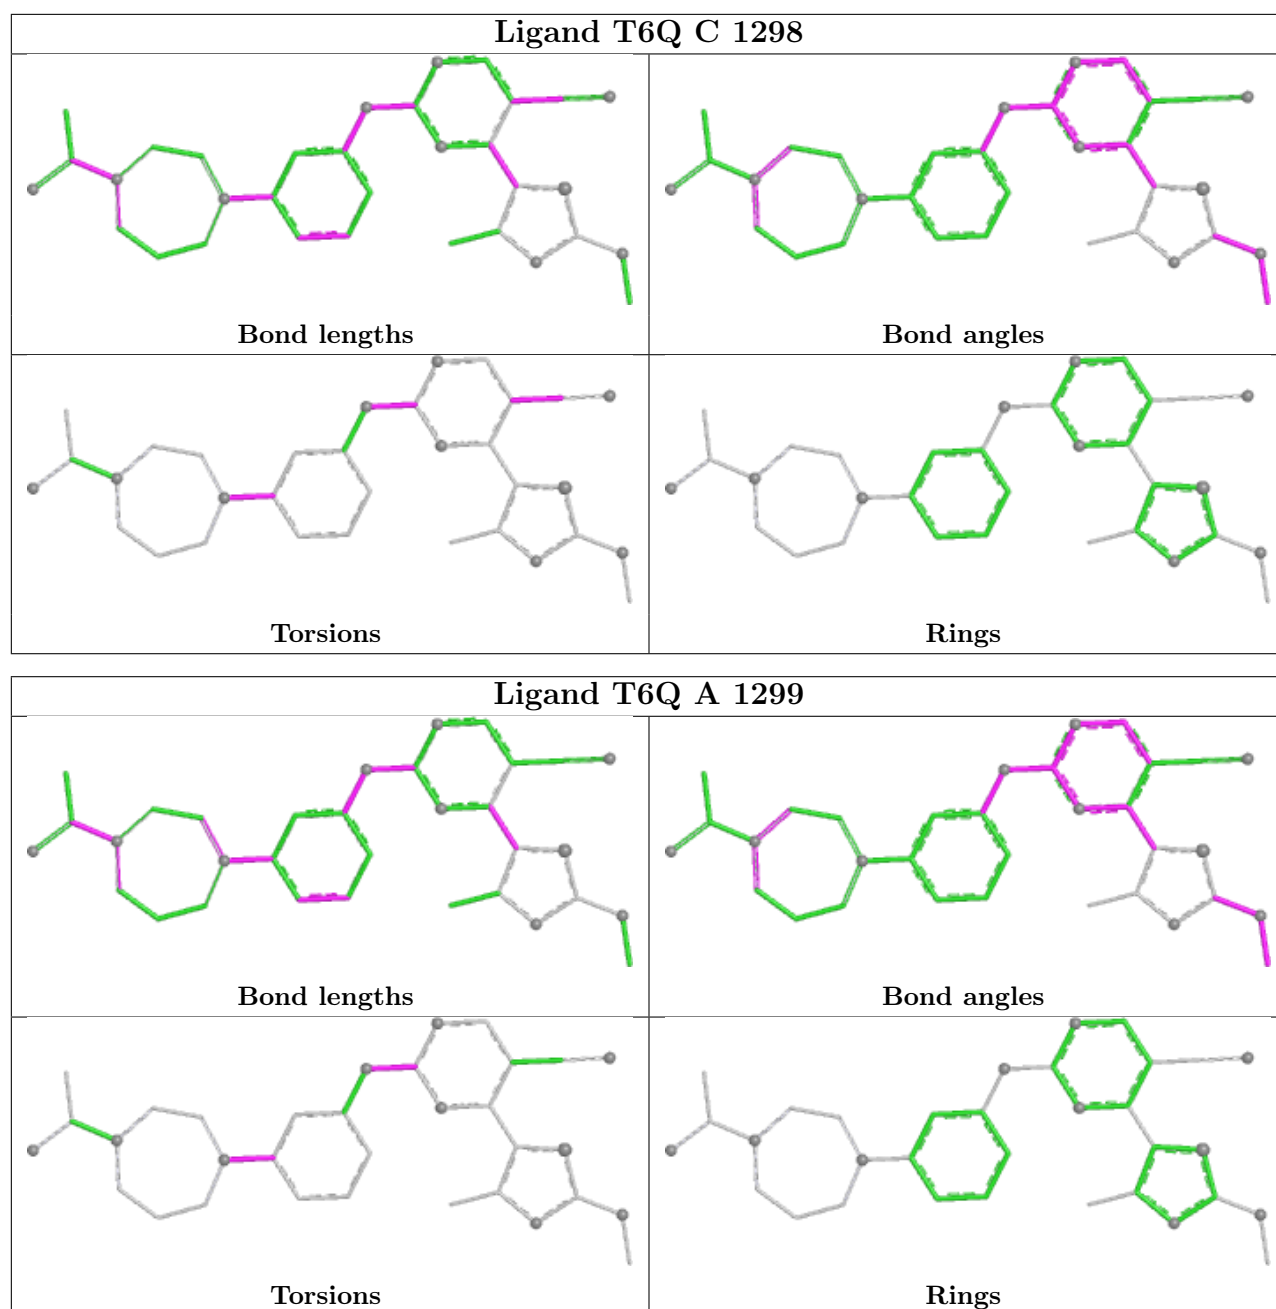 Ligand T6Q C 1298
Bond lengths
Bond angles
Torsions
Rings
Ligand T6Q A 1299
Bond lengths
Bond angles
Torsions
Rings